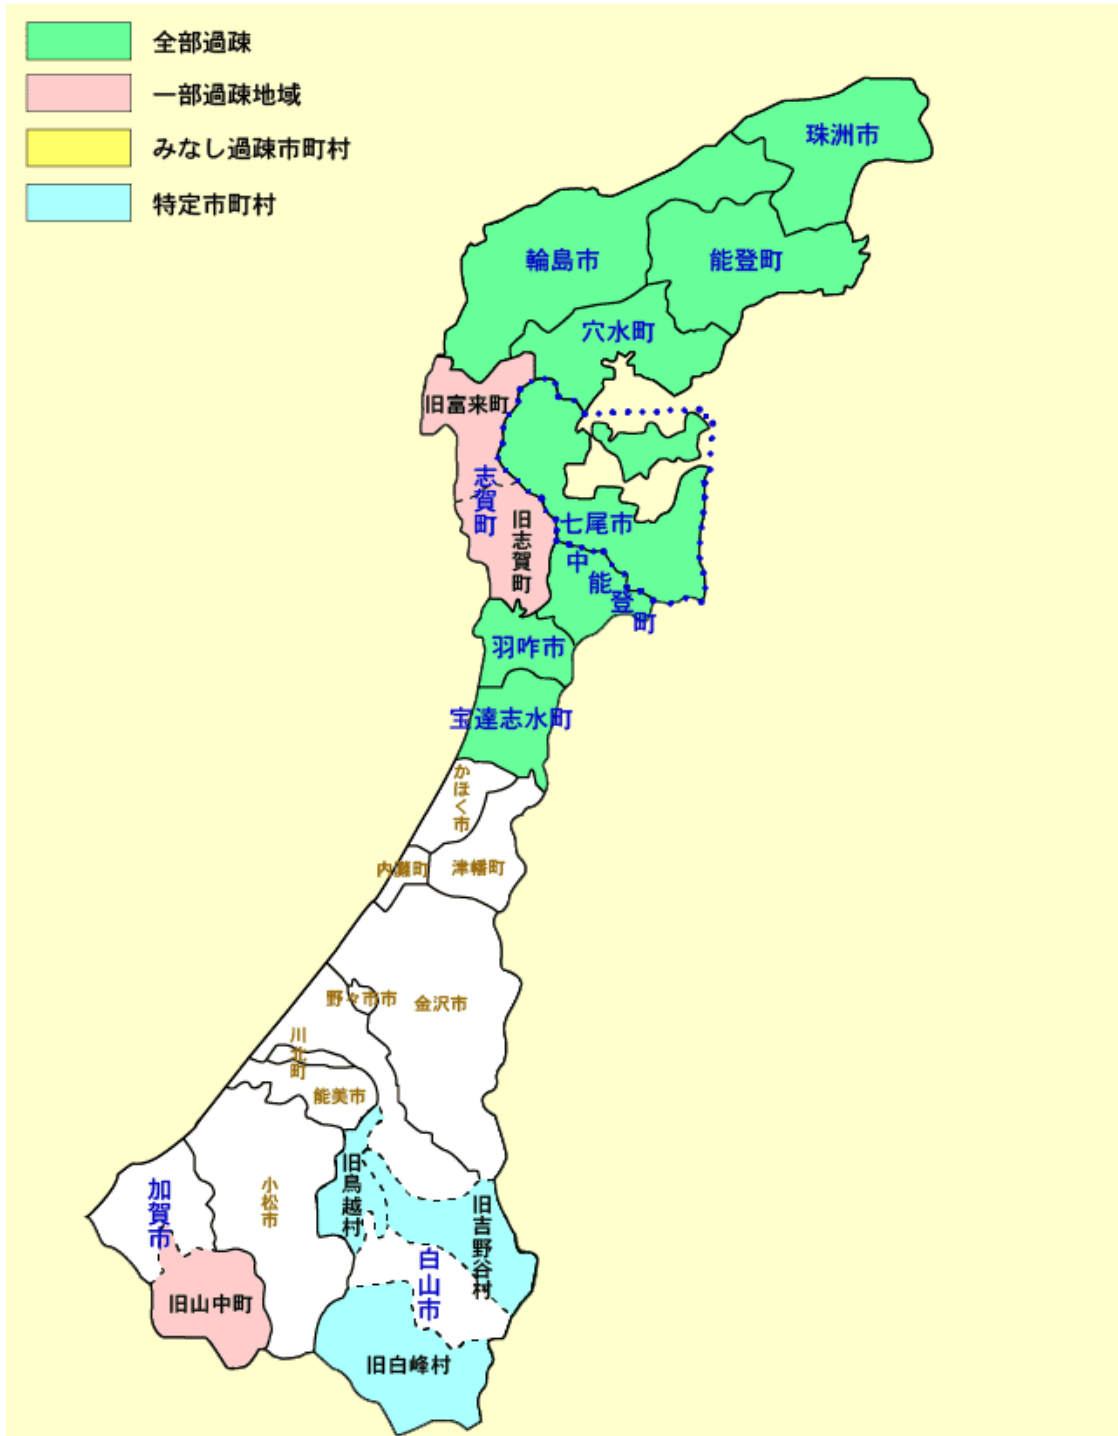 全部過疎
一部過疎地域
みなし過疎市町村
特定市町村
珠洲市
輪島市
能登町
穴水町
旧富来町
志賀町
旧志賀町
七尾市
中能登町
羽咋市
宝達志水町
かほく市
内灘町
津幡町
野々市市
金沢市
川北町
能美市
小松市
加賀市
旧山中町
旧鳥越村
旧吉野谷村
白山市
旧白峰村